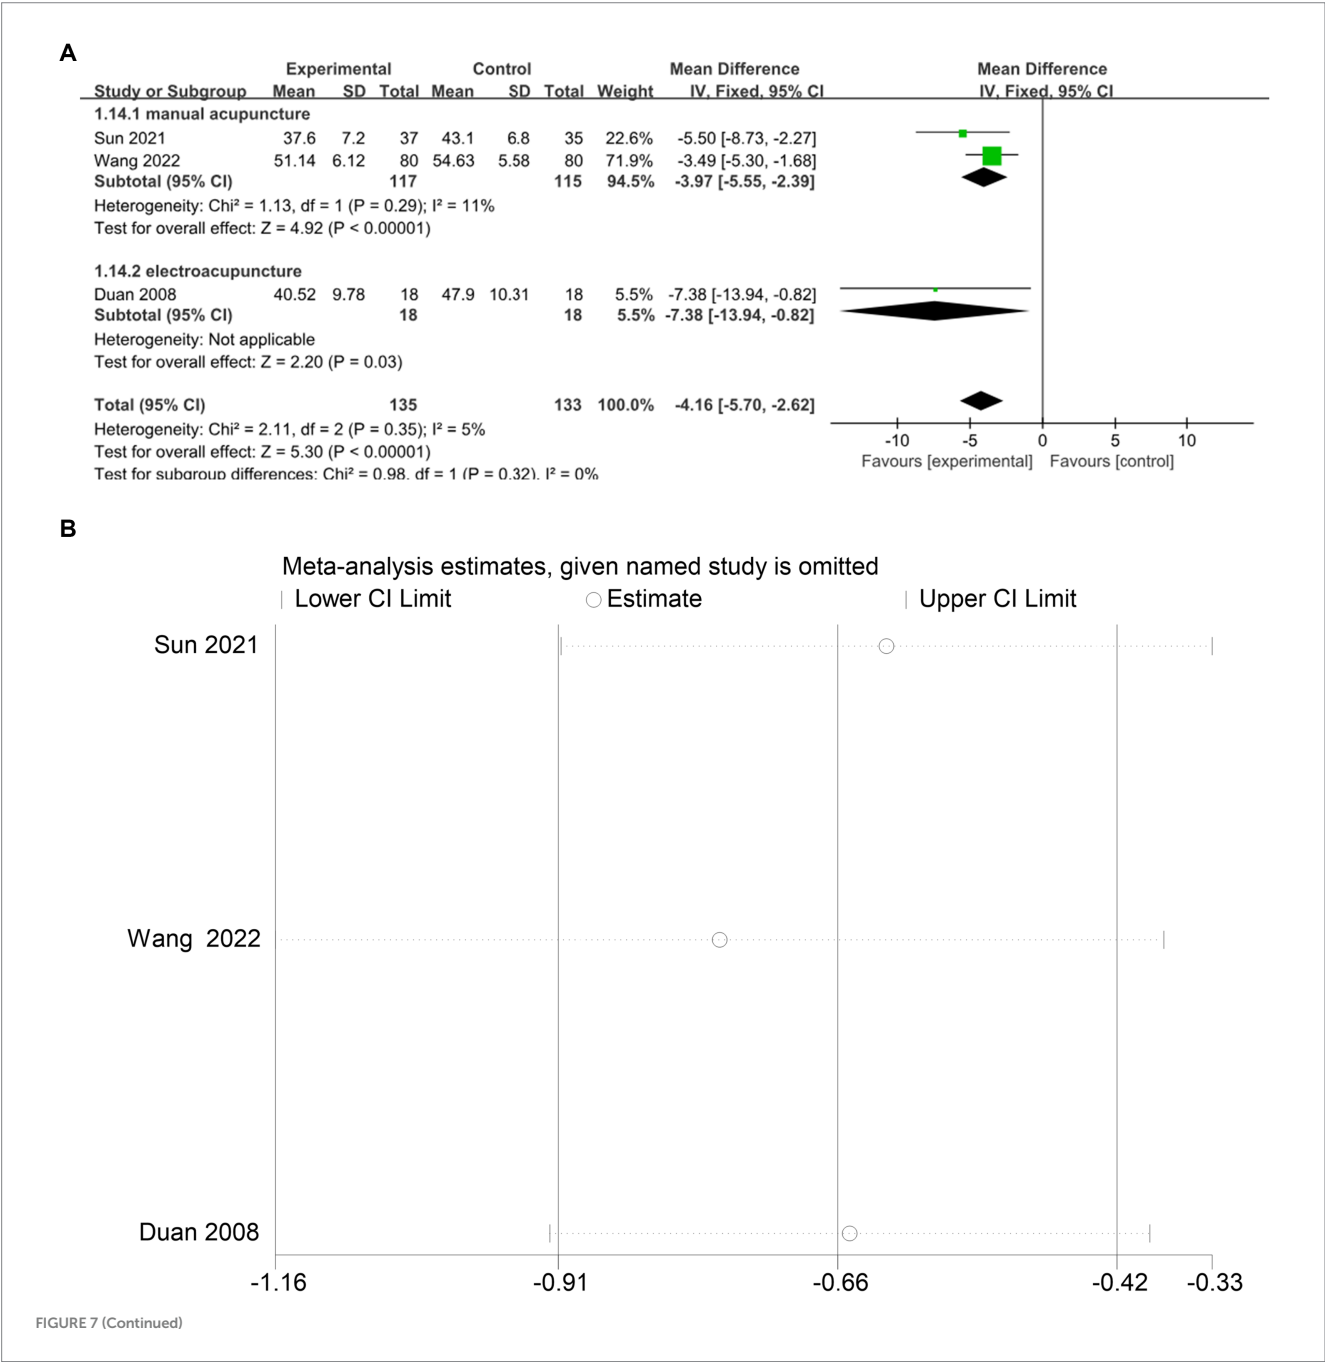 A
Experimental Control Mean Difference Mean Difference
Study or Subgroup Mean SD Total Mean SD Total Weight IV, Fixed, 95% CI IV, Fixed, 95% CI
1.14.1 manual acupuncture
Sun 2021 37.6 7.2 37 43.1 6.8 35 22.6% -5.50 [-8.73, -2.27]
Wang 2022 51.14 6.12 80 54.63 5.58 80 71.9% -3.49 [-5.30, -1.68]
Subtotal (95% CI) 117 115 94.5% -3.97 [-5.55, -2.39]
Heterogeneity: Chi² = 1.13, df = 1 (P = 0.29); I² = 11%
Test for overall effect: Z = 4.92 (P < 0.00001)
1.14.2 electroacupuncture
Duan 2008 40.52 9.78 18 47.9 10.31 18 5.5% -7.38 [-13.94, -0.82]
Subtotal (95% CI) 18 18 5.5% -7.38 [-13.94, -0.82]
Heterogeneity: Not applicable
Test for overall effect: Z = 2.20 (P = 0.03)
Total (95% CI) 135 133 100.0% -4.16 [-5.70, -2.62]
Heterogeneity: Chi² = 2.11, df = 2 (P = 0.35); I² = 5%
Test for overall effect: Z = 5.30 (P < 0.00001)
Test for subgroup differences: Chi² = 0.98, df = 1 (P = 0.32), I² = 0%
-10 -5 0 5 10
Favours [experimental] Favours [control]
B
Meta-analysis estimates, given named study is omitted
Lower CI Limit Estimate Upper CI Limit
Sun 2021
Wang 2022
Duan 2008
-1.16 -0.91 -0.66 -0.42 -0.33
FIGURE 7 (Continued)